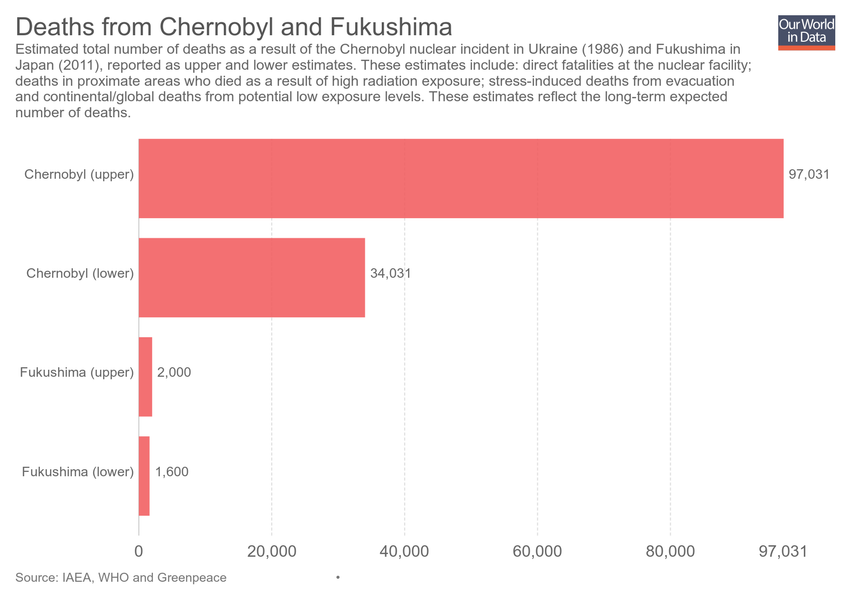 Deaths from Chernobyl and Fukushima
Our World
in Data
Estimated total number of deaths as a result of the Chernobyl nuclear incident in Ukraine (1986) and Fukushima in
Japan (2011), reported as upper and lower estimates. These estimates include: direct fatalities at the nuclear facility;
deaths in proximate areas who died as a result of high radiation exposure; stress-induced deaths from evacuation
and continental/global deaths from potential low exposure levels. These estimates reflect the long-term expected
number of deaths.
Chernobyl (upper) 97,031
Chernobyl (lower) 34,031
Fukushima (upper) 2,000
Fukushima (lower) 1,600
0 20,000 40,000 60,000 80,000 97,031
Source: IAEA, WHO and Greenpeace •